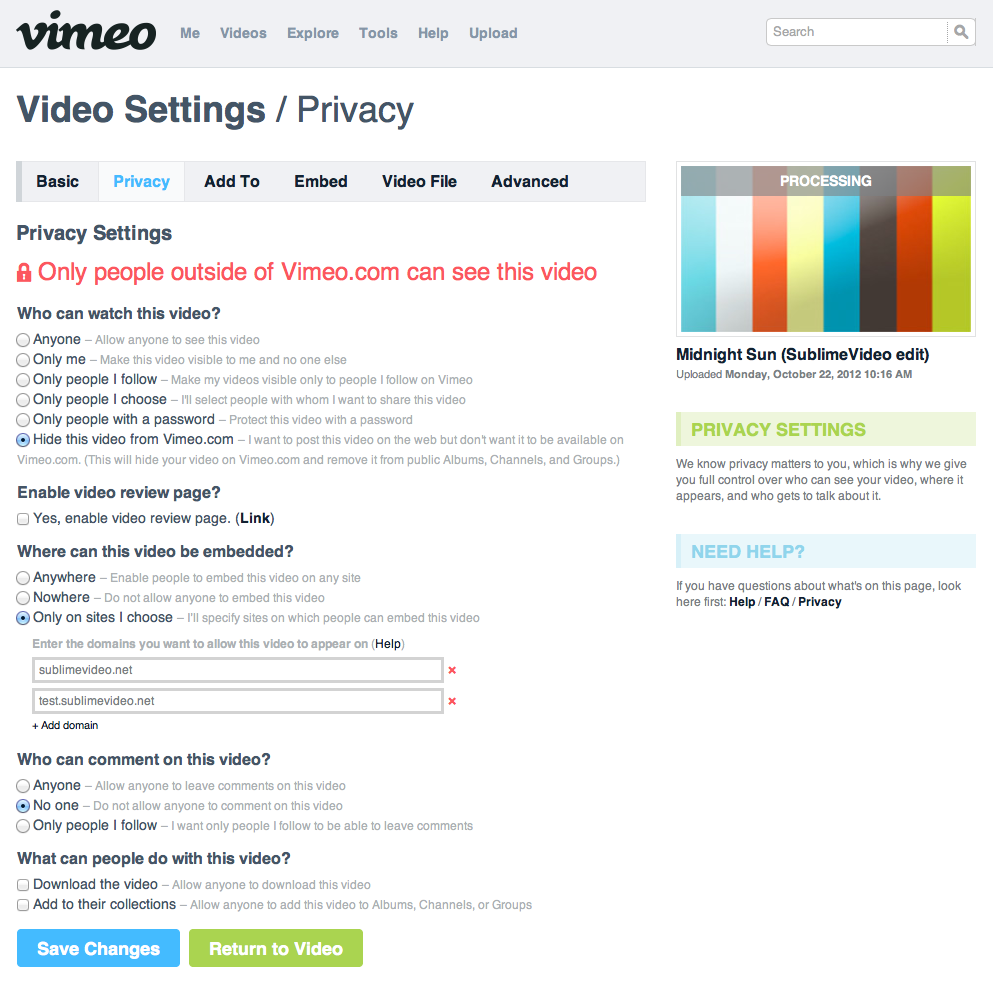 vimeo Me Videos Explore Tools Help Upload Search
Video Settings / Privacy
Basic Privacy Add To Embed Video File Advanced
Privacy Settings
Only people outside of Vimeo.com can see this video
Who can watch this video?
Anyone – Allow anyone to see this video
Only me – Make this video visible to me and no one else
Only people I follow – Make my videos visible only to people I follow on Vimeo
Only people I choose – I'll select people with whom I want to share this video
Only people with a password – Protect this video with a password
Hide this video from Vimeo.com – I want to post this video on the web but don't want it to be available on
Vimeo.com. (This will hide your video on Vimeo.com and remove it from public Albums, Channels, and Groups.)
Enable video review page?
Yes, enable video review page. (Link)
Where can this video be embedded?
Anywhere – Enable people to embed this video on any site
Nowhere – Do not allow anyone to embed this video
Only on sites I choose – I'll specify sites on which people can embed this video
Enter the domains you want to allow this video to appear on (Help)
sublimevideo.net
test.sublimevideo.net
+ Add domain
Who can comment on this video?
Anyone – Allow anyone to leave comments on this video
No one – Do not allow anyone to comment on this video
Only people I follow – I want only people I follow to be able to leave comments
What can people do with this video?
Download the video – Allow anyone to download this video
Add to their collections – Allow anyone to add this video to Albums, Channels, or Groups
Save Changes Return to Video
PROCESSING
Midnight Sun (SublimeVideo edit)
Uploaded Monday, October 22, 2012 10:16 AM
PRIVACY SETTINGS
We know privacy matters to you, which is why we give
you full control over who can see your video, where it
appears, and who gets to talk about it.
NEED HELP?
If you have questions about what's on this page, look
here first: Help / FAQ / Privacy